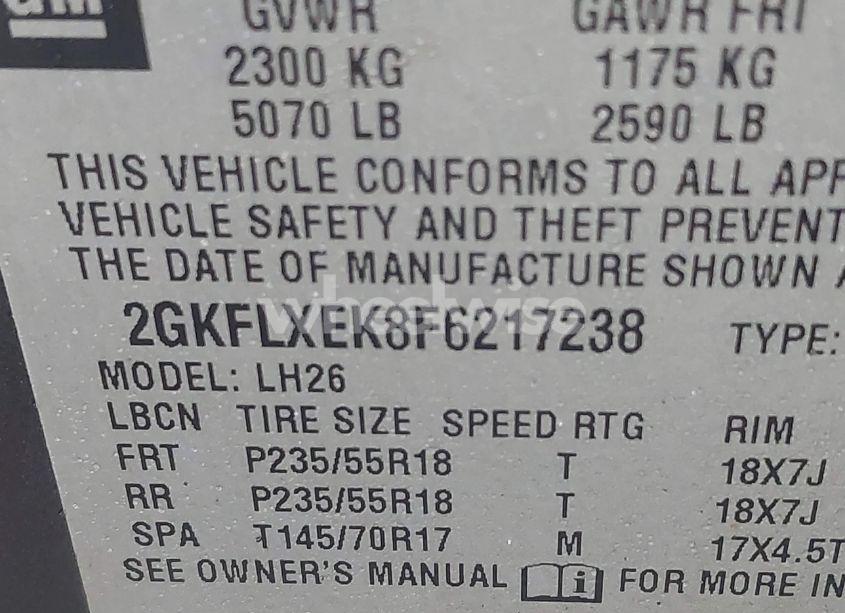 GM
GVWR GAWR FRT
2300 KG 1175 KG
5070 LB 2590 LB
THIS VEHICLE CONFORMS TO ALL APP
VEHICLE SAFETY AND THEFT PREVENT
THE DATE OF MANUFACTURE SHOWN A
wheelwise
2GKFLXEK8F6217238 TYPE:
MODEL: LH26
LBCN TIRE SIZE SPEED RTG RIM
FRT P235/55R18 T 18X7J
RR P235/55R18 T 18X7J
SPA T145/70R17 M 17X4.5T
SEE OWNER'S MANUAL i FOR MORE IN